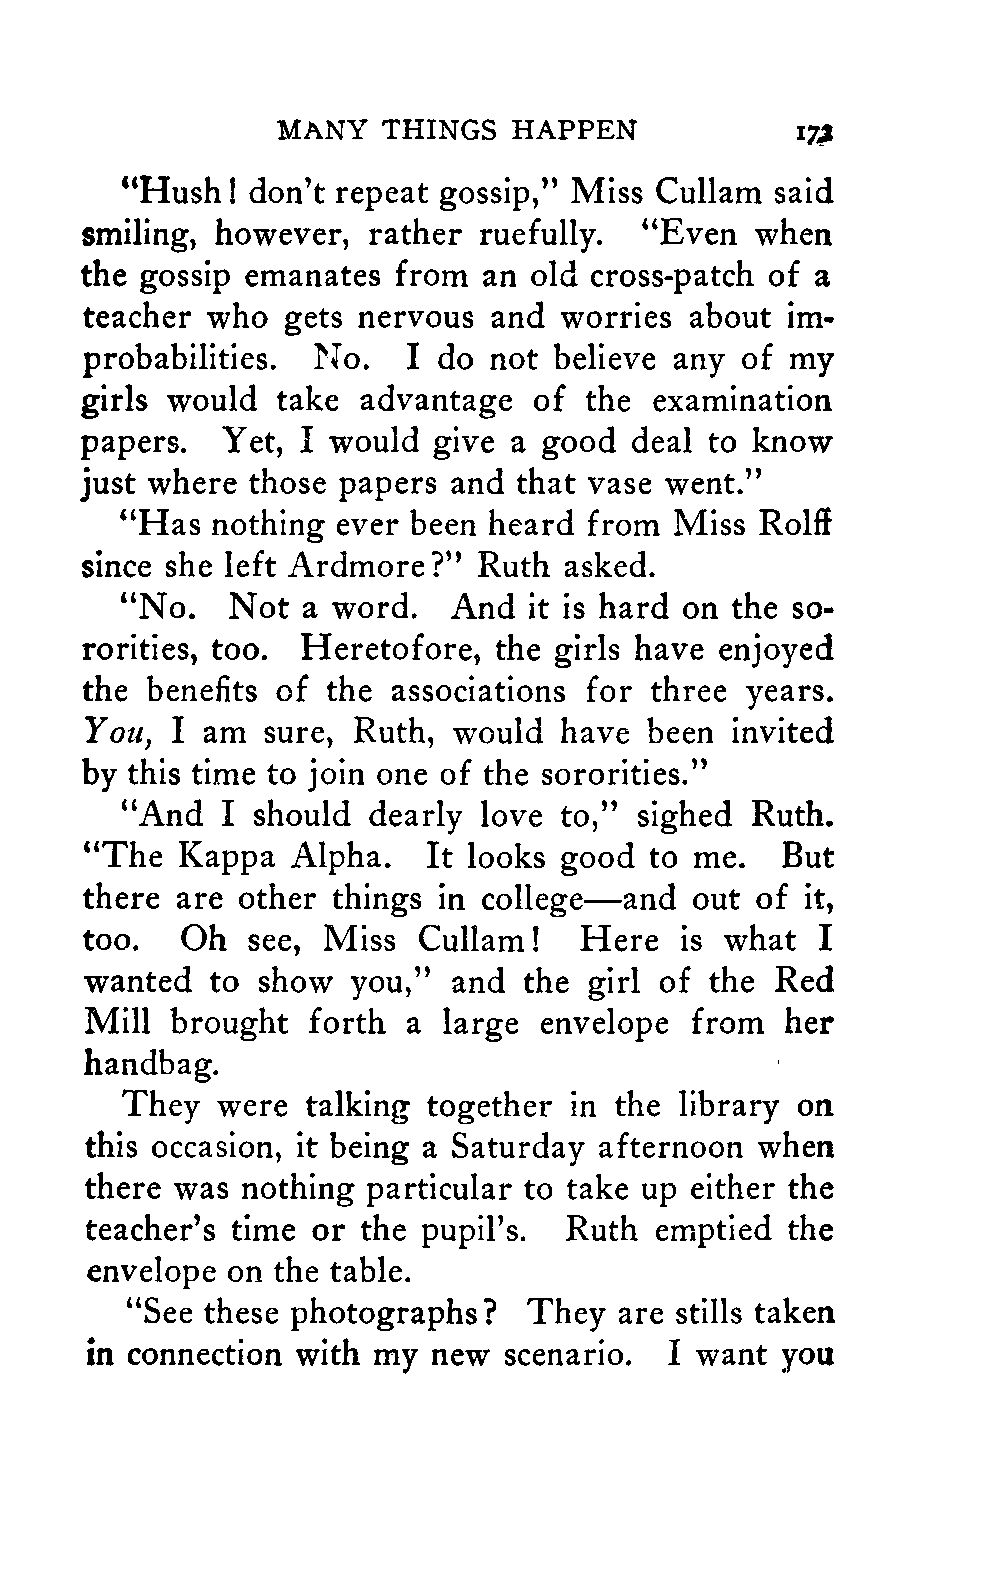 MANY THINGS HAPPEN
"Hush! don't repeat gossip," Miss Cullam said
smiling, however, rather ruefully. "Even when
the gossip emanates from an old cross-patch of a
teacher who gets nervous and worries about im-
probabilities. No. I do not believe any of my
girls would take advantage of the examination
papers. Yet, I would give a good deal to know
just where those papers and that vase went."
"Has nothing ever been heard from Miss Rolff
since she left Ardmore?" Ruth asked.
"No. Not a word. And it is hard on the so-
rorities, too. Heretofore, the girls have enjoyed
the benefits of the associations for three years.
You, I am sure, Ruth, would have been invited
by this time to join one of the sororities."
"And I should dearly love to," sighed Ruth.
"The Kappa Alpha. It looks good to me. But
there are other things in college—and out of it,
too. Oh see, Miss Cullam! Here is what I
wanted to show you," and the girl of the Red
Mill brought forth a large envelope from her
handbag.
They were talking together in the library on
this occasion, it being a Saturday afternoon when
there was nothing particular to take up either the
teacher's time or the pupil's. Ruth emptied the
envelope on the table.
"See these photographs? They are stills taken
in connection with my new scenario. I want you